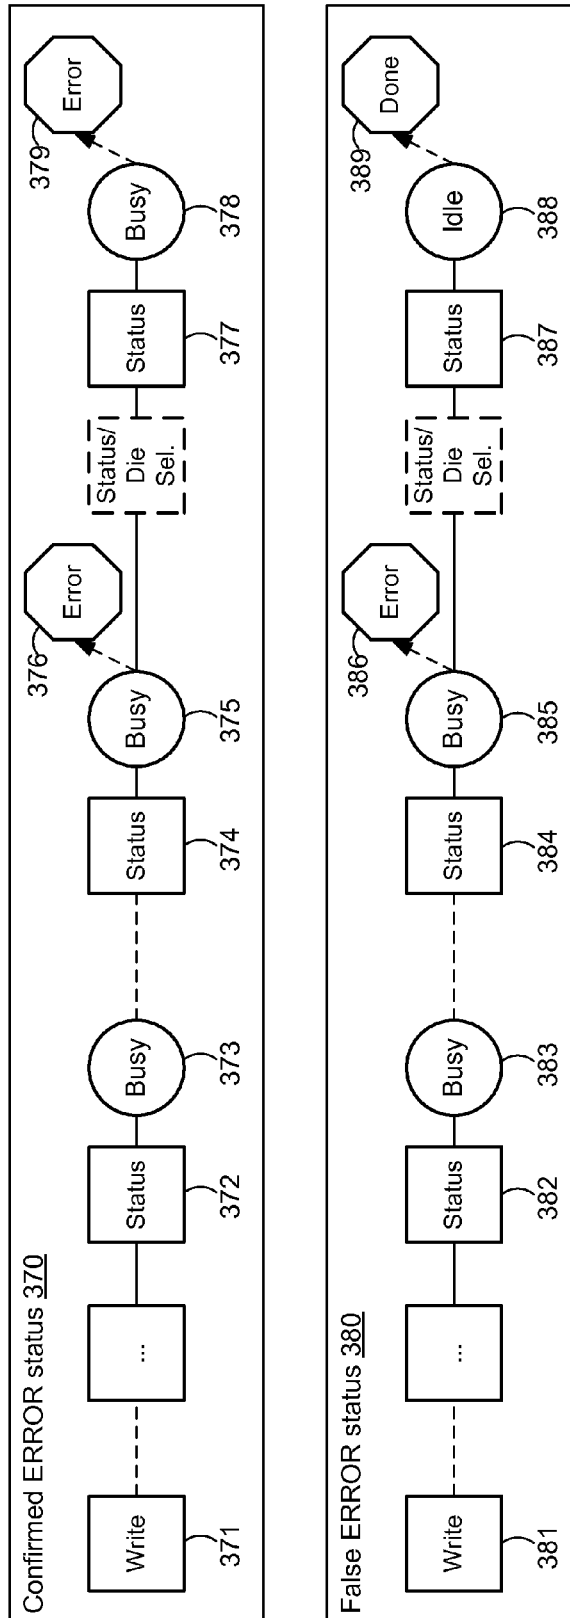 Confirmed ERROR status 370
Write
371
...
Status
372
Busy
373
Status
374
Busy
375
Error
376
Status/
Die
Sel.
Status
377
Busy
378
Error
379
False ERROR status 380
Write
381
...
Status
382
Busy
383
Status
384
Busy
385
Error
386
Status/
Die
Sel.
Status
387
Idle
388
Done
389